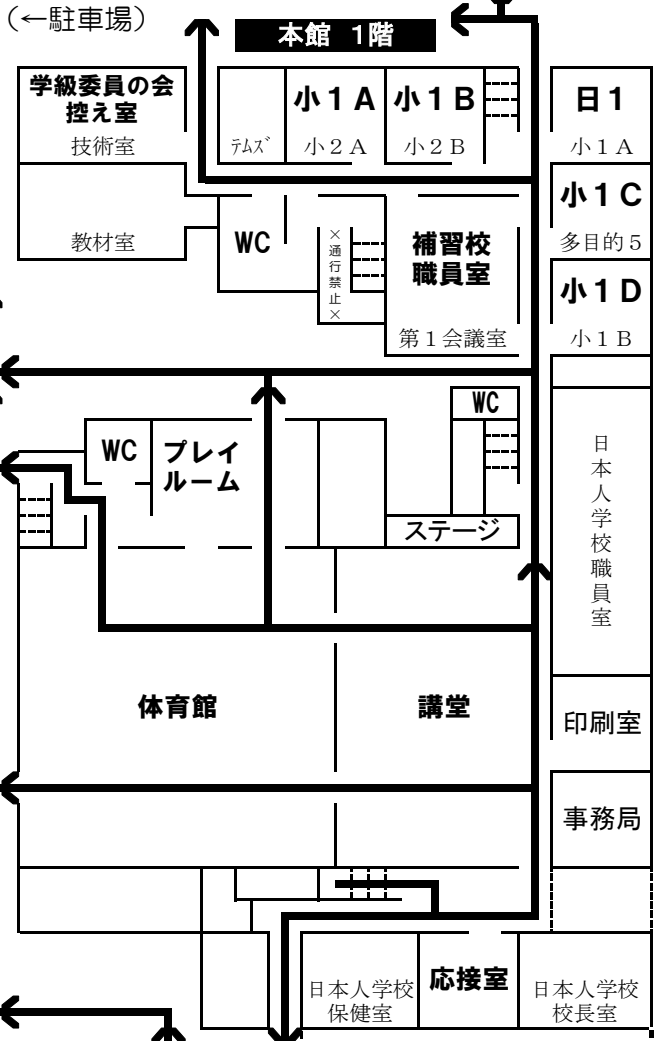 (←駐車場)
本館 1階
学級委員の会
控え室
技術室
テムズ
小1A
小2A
小1B
小2B
日1
小1A
小1C
多目的5
小1D
小1B
教材室
WC
×通行禁止×
補習校
職員室
第1会議室
WC
WC
プレイ
ルーム
ステージ
日本人学校職員室
体育館
講堂
印刷室
事務局
日本人学校
保健室
応接室
日本人学校
校長室